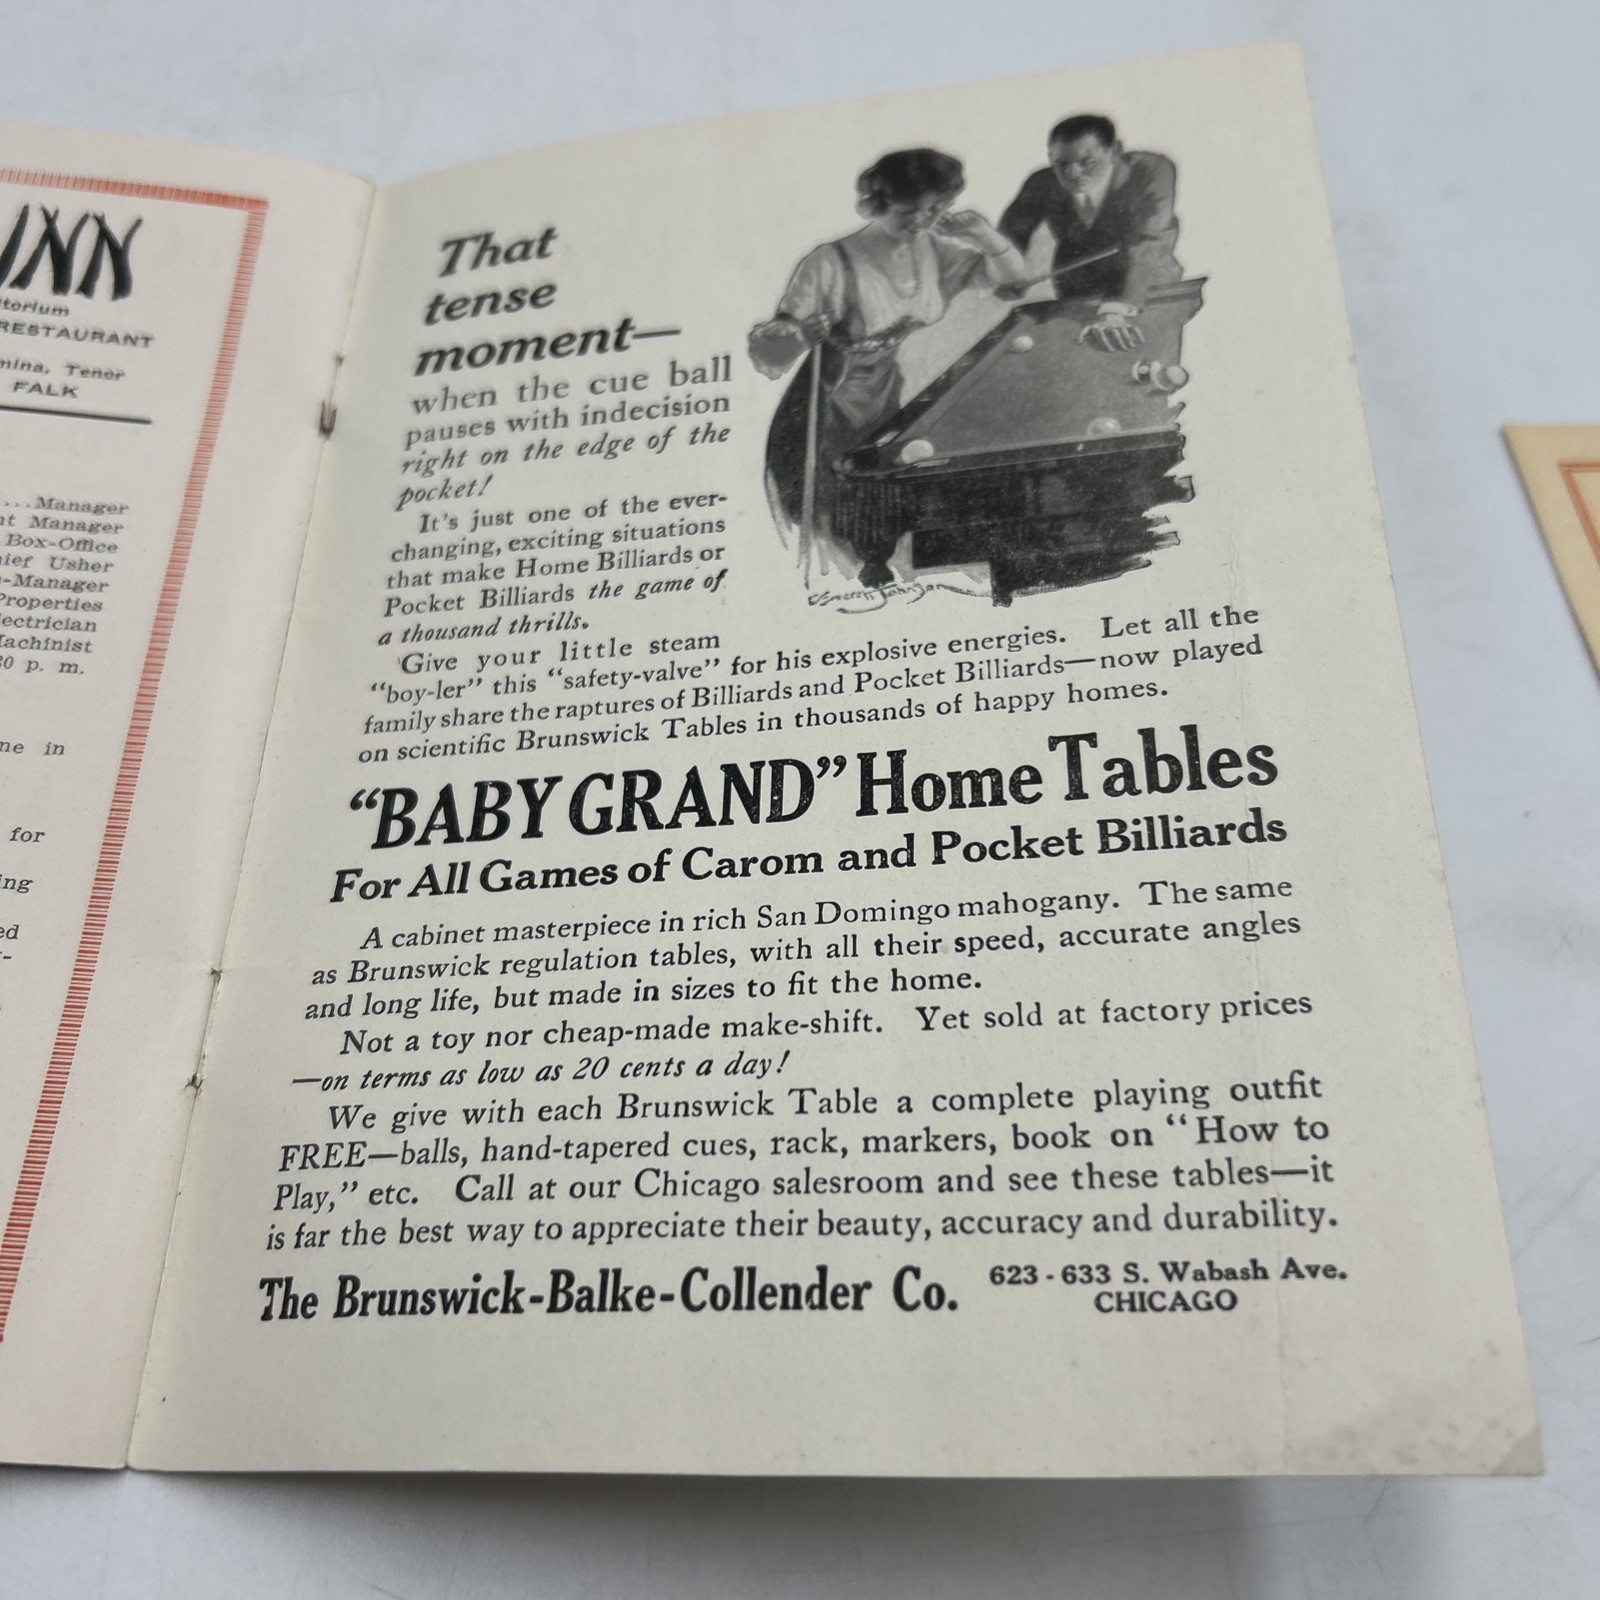 INN
RESTAURANT
Tenor
FALK
...Manager
Manager
Box-Office
Usher
-Manager
Properties
p. m.
in
for
That
tense
moment—
when the cue ball
pauses with indecision
right on the edge of the
pocket!
It's just one of the ever-
changing, exciting situations
that make Home Billiards or
Pocket Billiards the game of
a thousand thrills.
Give your little steam
"boy-ler" this "safety-valve" for his explosive energies. Let all the
family share the raptures of Billiards and Pocket Billiards—now played
on scientific Brunswick Tables in thousands of happy homes.
"BABY GRAND" Home Tables
For All Games of Carom and Pocket Billiards
A cabinet masterpiece in rich San Domingo mahogany. The same
as Brunswick regulation tables, with all their speed, accurate angles
and long life, but made in sizes to fit the home.
Not a toy nor cheap-made make-shift. Yet sold at factory prices
—on terms as low as 20 cents a day!
We give with each Brunswick Table a complete playing outfit
FREE—balls, hand-tapered cues, rack, markers, book on "How to
Play," etc. Call at our Chicago salesroom and see these tables—it
is far the best way to appreciate their beauty, accuracy and durability.
The Brunswick-Balke-Collender Co. 623-633 S. Wabash Ave.
CHICAGO